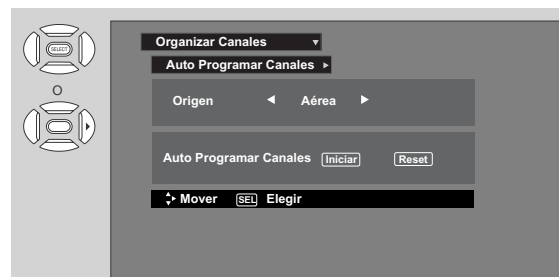 SELECT
O
Organizar Canales ▼
Auto Programar Canales ►
Origen ◄ Aérea ►
Auto Programar Canales Iniciar Reset
Mover SEL Elegir